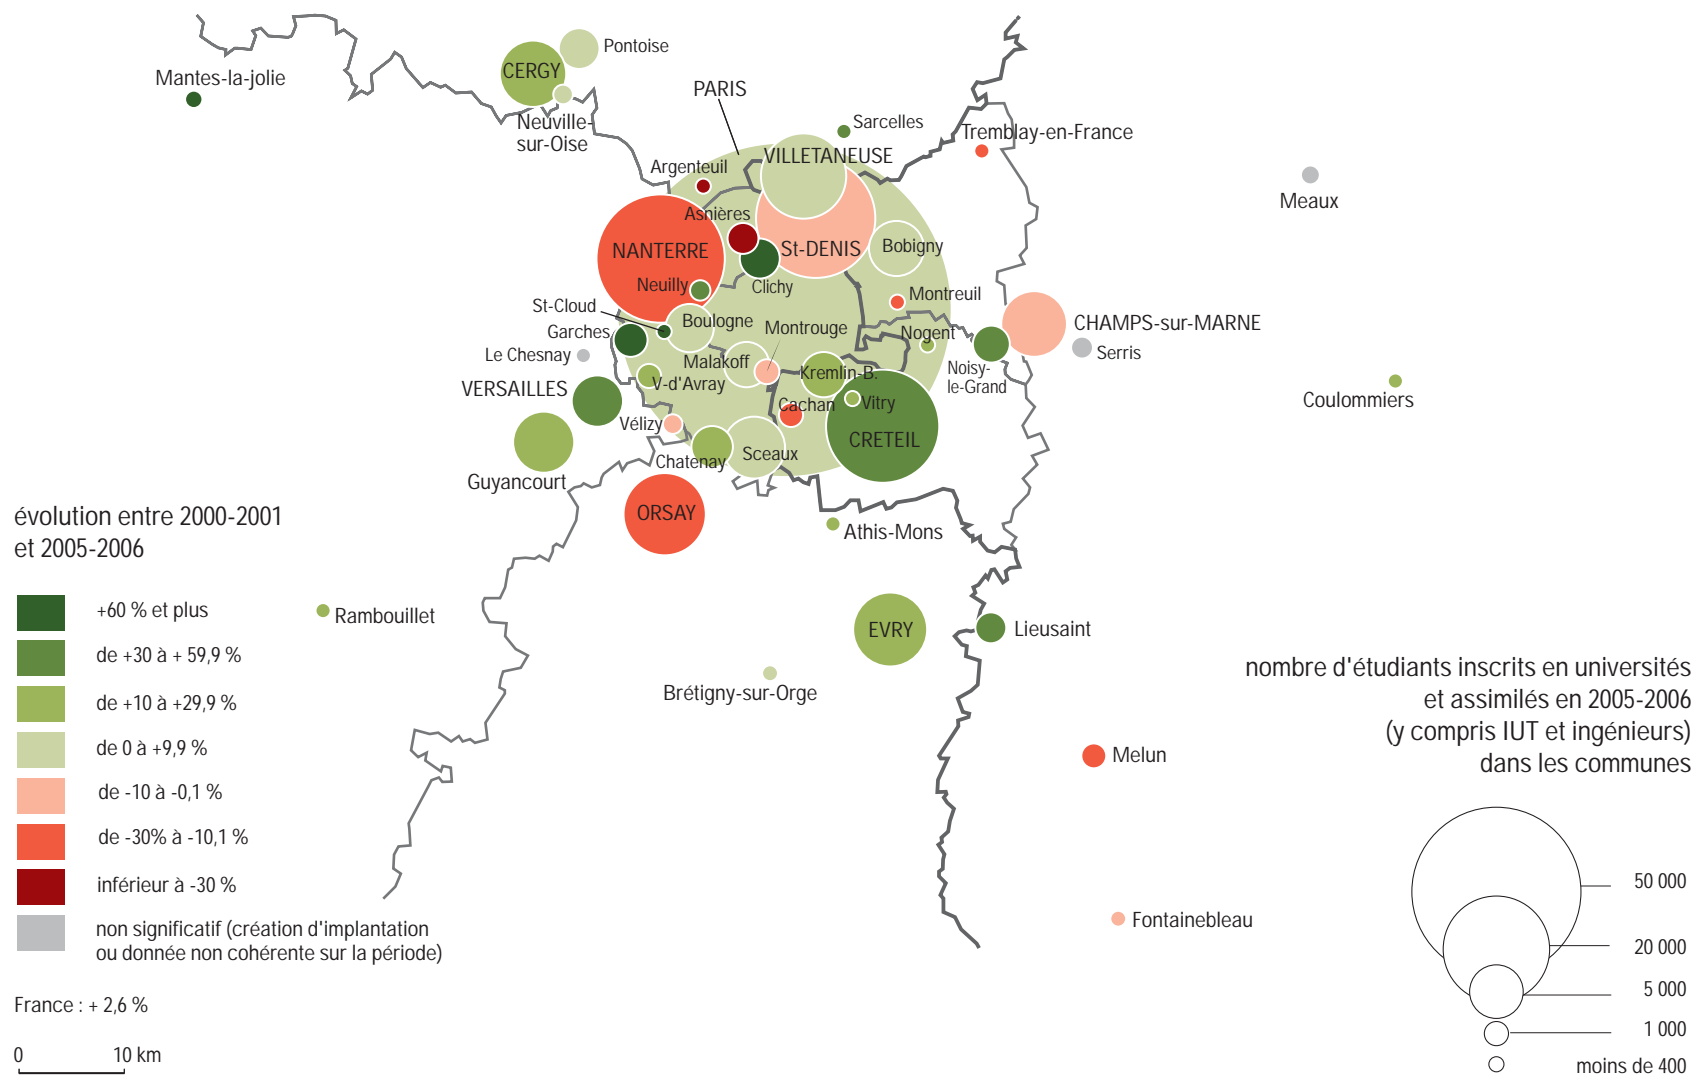 Pontoise
CERGY
Mantes-la-jolie
PARIS
Neuville-
sur-Oise
Sarcelles
Tremblay-en-France
VILLETANEUSE
Argenteuil
Meaux
Asnières
NANTERRE
St-DENIS
Bobigny
Neuilly
Clichy
Montreuil
St-Cloud
Boulogne
Montrouge
CHAMPS-sur-MARNE
Garches
Nogent
Le Chesnay
Serris
Malakoff
Kremlin-B.
Noisy-
le-Grand
V-d'Avray
VERSAILLES
Cachan
Vitry
Coulommiers
Vélizy
CRETEIL
Chatenay
Sceaux
Guyancourt
ORSAY
Athis-Mons
évolution entre 2000-2001
et 2005-2006
+60 % et plus
de +30 à + 59,9 %
de +10 à +29,9 %
de 0 à +9,9 %
de -10 à -0,1 %
de -30% à -10,1 %
inférieur à -30 %
non significatif (création d'implantation
ou donnée non cohérente sur la période)
France : + 2,6 %
0
10 km
Rambouillet
EVRY
Lieusaint
Brétigny-sur-Orge
Melun
Fontainebleau
nombre d'étudiants inscrits en universités
et assimilés en 2005-2006
(y compris IUT et ingénieurs)
dans les communes
50 000
20 000
5 000
1 000
moins de 400